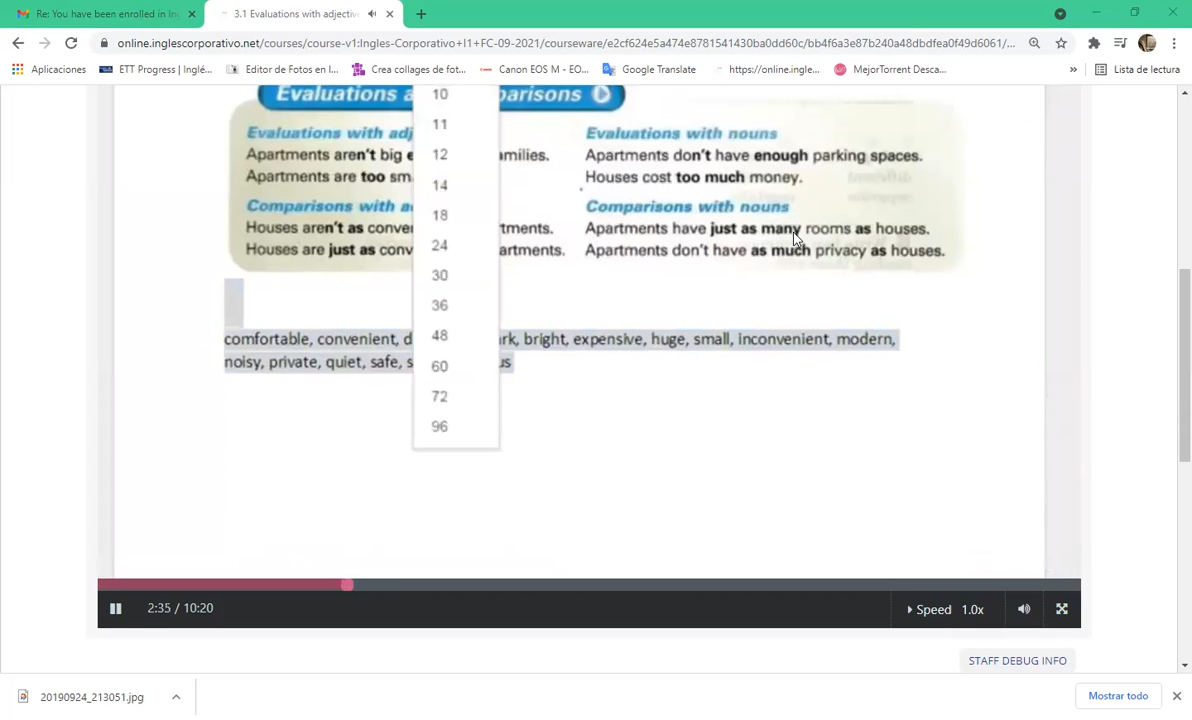 Re: You have been enrolled in Ing
3.1 Evaluations with adjective
online.inglescorporativo.net/courses/course-v1:Ingles-Corporativo+I1+FC-09-2021/courseware/e2cf624e5a474e8781541430ba0dd60c/bb4f6a3e87b240a48dbdfea0f49d6061/...
Aplicaciones
ETT Progress | Inglé...
Editor de Fotos en l...
Crea collages de fot...
Canon EOS M - EO...
Google Translate
https://online.ingle...
MejorTorrent Desca...
»
Lista de lectura
Evaluations a parisons
Evaluations with adj
Apartments aren't big e amilies.
Apartments are too sm
Comparisons with a
Houses aren't as conve rtments.
Houses are just as conv artments.
Evaluations with nouns
Apartments don't have enough parking spaces.
Houses cost too much money.
Comparisons with nouns
Apartments have just as many rooms as houses.
Apartments don't have as much privacy as houses.
10
11
12
14
18
24
30
36
48
60
72
96
comfortable, convenient, d rk, bright, expensive, huge, small, inconvenient, modern,
noisy, private, quiet, safe, s us
2:35 / 10:20
Speed 1.0x
STAFF DEBUG INFO
20190924_213051.jpg
Mostrar todo